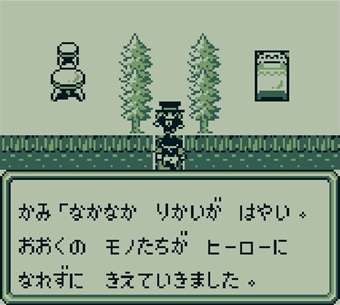 かみ「なかなか りかいが はやい。
おおくの モノたちが ヒーローに
なれずに きえていきました。